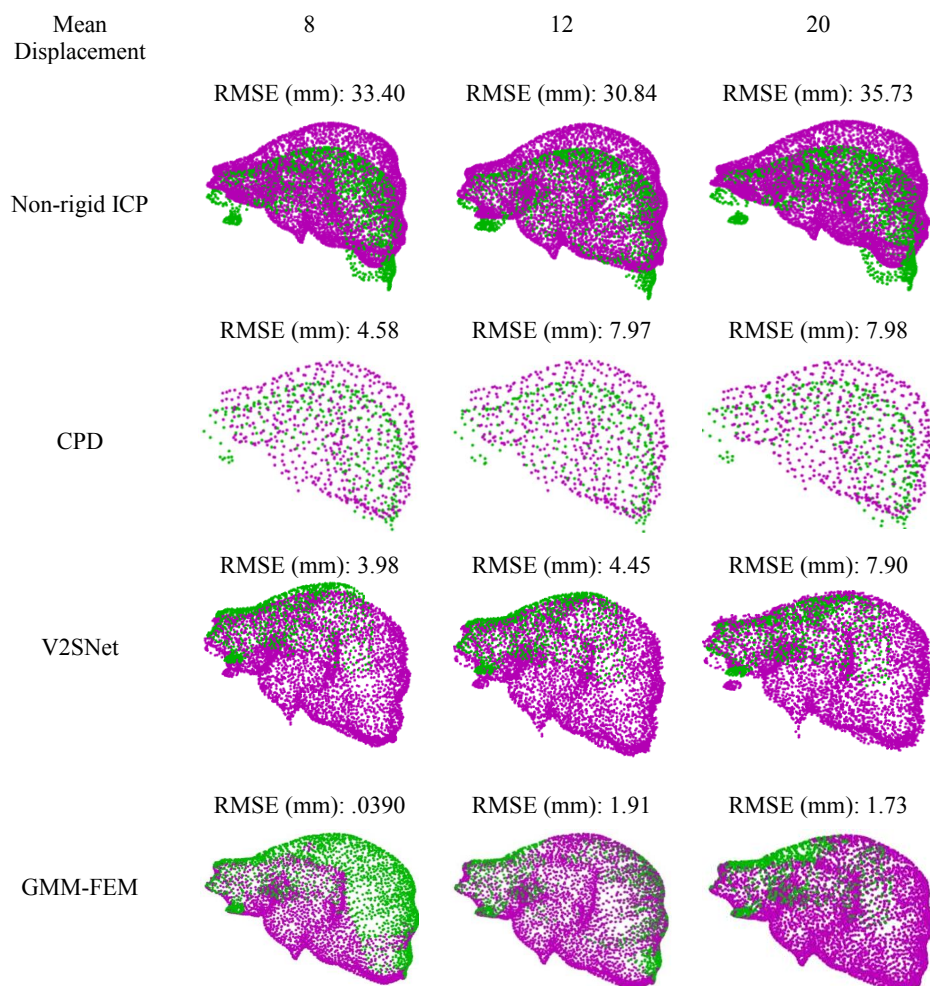 Mean
Displacement
8
12
20
RMSE (mm): 33.40
RMSE (mm): 30.84
RMSE (mm): 35.73
Non-rigid ICP
RMSE (mm): 4.58
RMSE (mm): 7.97
RMSE (mm): 7.98
CPD
RMSE (mm): 3.98
RMSE (mm): 4.45
RMSE (mm): 7.90
V2SNet
RMSE (mm): .0390
RMSE (mm): 1.91
RMSE (mm): 1.73
GMM-FEM